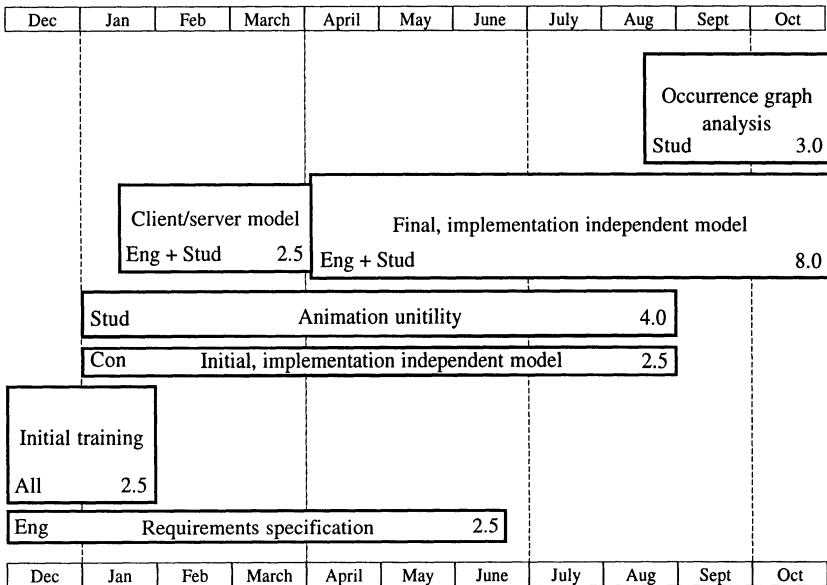 Dec Jan Feb March April May June July Aug Sept Oct
Occurrence graph
analysis
Stud 3.0
Client/server model
Eng + Stud 2.5
Final, implementation independent model
Eng + Stud 8.0
Stud Animation unitility 4.0
Con Initial, implementation independent model 2.5
Initial training
All 2.5
Eng Requirements specification 2.5
Dec Jan Feb March April May June July Aug Sept Oct